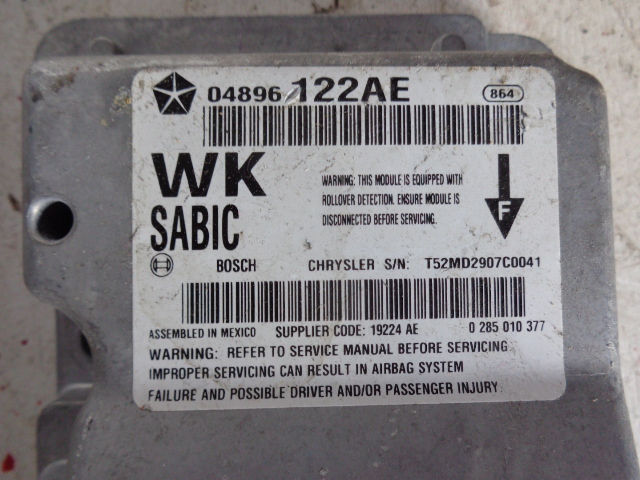 04896 122AE 864
WK
SABIC
WARNING: THIS MODULE IS EQUIPPED WITH
ROLLOVER DETECTION. ENSURE MODULE IS
DISCONNECTED BEFORE SERVICING.
F
BOSCH CHRYSLER S/N: T52MD2907C0041
ASSEMBLED IN MEXICO SUPPLIER CODE: 19224 AE 0 285 010 377
WARNING: REFER TO SERVICE MANUAL BEFORE SERVICING.
IMPROPER SERVICING CAN RESULT IN AIRBAG SYSTEM
FAILURE AND POSSIBLE DRIVER AND/OR PASSENGER INJURY.